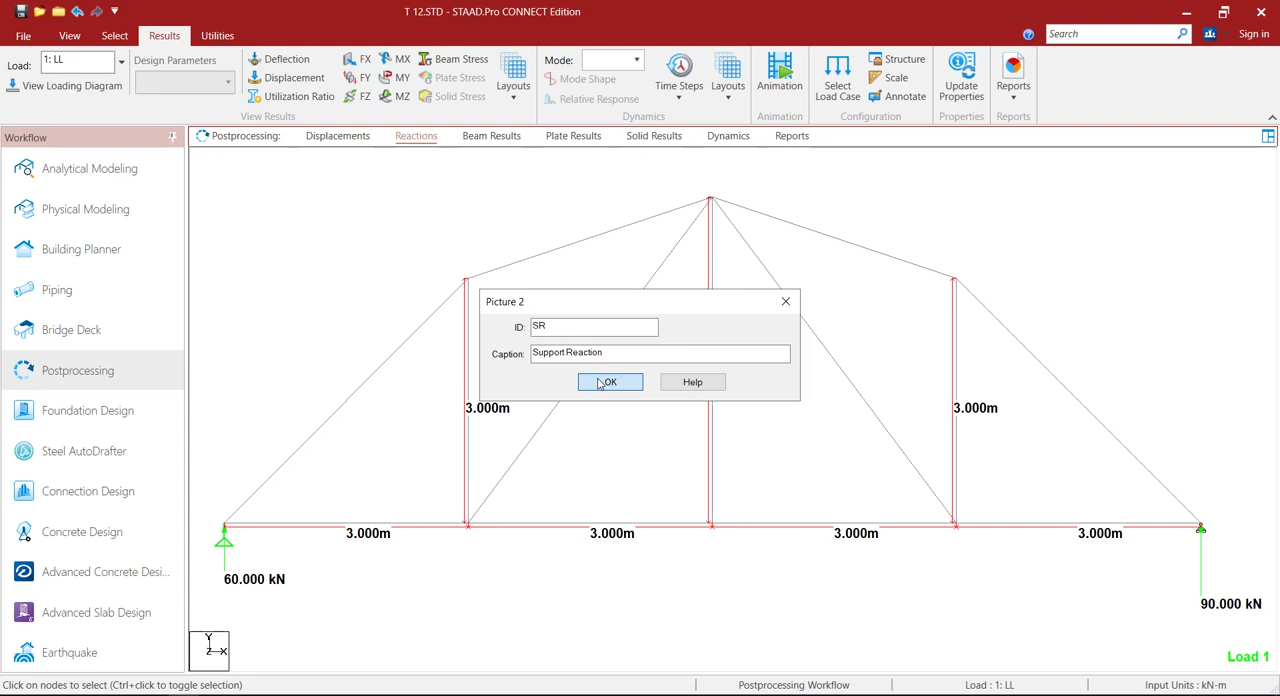 T 12.STD - STAAD.Pro CONNECT Edition
File
View
Select
Results
Utilities
Search
Sign in
Load:
1: LL
View Loading Diagram
Design Parameters
Deflection
Displacement
Utilization Ratio
FX
FY
FZ
MX
MY
MZ
Beam Stress
Plate Stress
Solid Stress
Layouts
View Results
Mode:
Mode Shape
Relative Response
Time Steps
Layouts
Dynamics
Animation
Animation
Select
Load Case
Structure
Scale
Annotate
Configuration
Update
Properties
Properties
Reports
Reports
Workflow
Postprocessing:
Displacements
Reactions
Beam Results
Plate Results
Solid Results
Dynamics
Reports
Analytical Modeling
Physical Modeling
Building Planner
Piping
Bridge Deck
Postprocessing
Foundation Design
Steel AutoDrafter
Connection Design
Concrete Design
Advanced Concrete Desi...
Advanced Slab Design
Earthquake
Picture 2
ID:
SR
Caption:
Support Reaction
OK
Help
3.000m
3.000m
3.000m
3.000m
3.000m
3.000m
60.000 kN
90.000 kN
Y
Z
X
Load 1
Click on nodes to select (Ctrl+click to toggle selection)
Postprocessing Workflow
Load : 1: LL
Input Units : kN-m